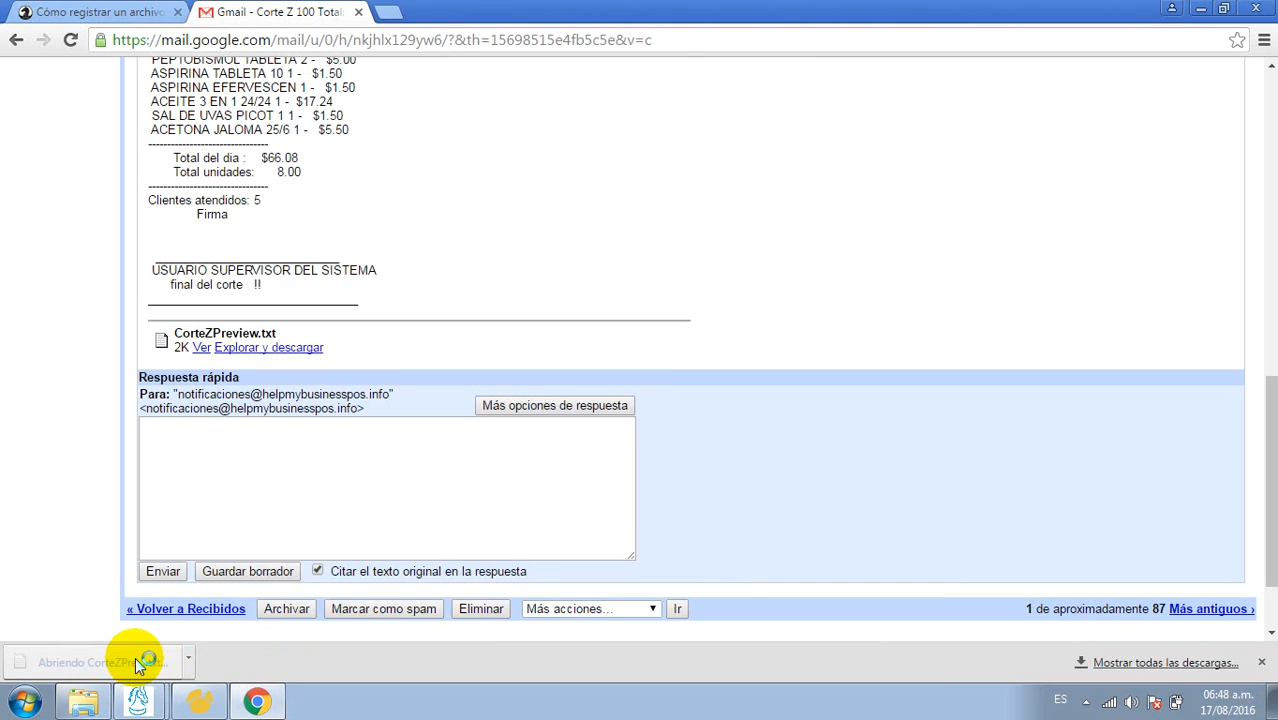 Cómo registrar un archivo
Gmail - Corte Z 100 Total:
https://mail.google.com/mail/u/0/h/nkjhlx129yw6/?&th=15698515e4fb5c5e&v=c
PEPTOBISMOL TABLETA 2 - $5.00
ASPIRINA TABLETA 10 1 - $1.50
ASPIRINA EFERVESCEN 1 - $1.50
ACEITE 3 EN 1 24/24 1 - $17.24
SAL DE UVAS PICOT 1 1 - $1.50
ACETONA JALOMA 25/6 1 - $5.50
--------------------------------
Total del dia : $66.08
Total unidades: 8.00
--------------------------------
Clientes atendidos: 5
Firma
USUARIO SUPERVISOR DEL SISTEMA
final del corte !!
CorteZPreview.txt
2K Ver Explorar y descargar
Respuesta rápida
Para: "notificaciones@helpmybusinesspos.info"
<notificaciones@helpmybusinesspos.info>
Más opciones de respuesta
Enviar Guardar borrador Citar el texto original en la respuesta
« Volver a Recibidos Archivar Marcar como spam Eliminar Más acciones... Ir 1 de aproximadamente 87 Más antiguos ›
Abriendo
Mostrar todas las descargas...
ES
06:48 a.m.
17/08/2016